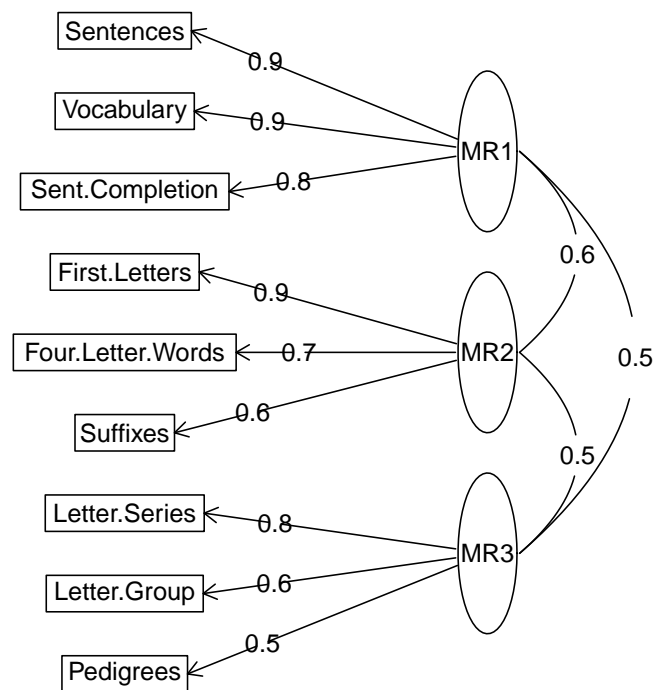 Sentences
0.9
Vocabulary
0.9
MR1
Sent.Completion
0.8
0.6
First.Letters
0.9
Four.Letter.Words
0.7
MR2
0.5
Suffixes
0.6
0.5
Letter.Series
0.8
MR3
Letter.Group
0.6
Pedigrees
0.5